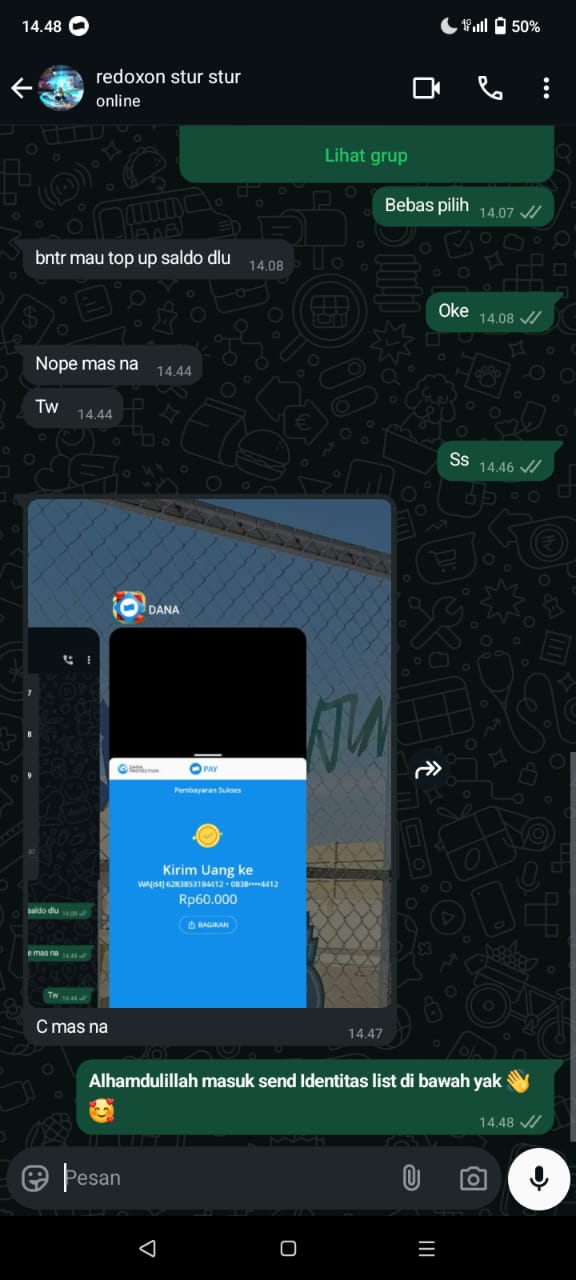 14.48
4G
50%
redoxon stur stur
online
Lihat grup
Bebas pilih 14.07
bntr mau top up saldo dlu 14.08
Oke 14.08
Nope mas na 14.44
Tw 14.44
Ss 14.46
DANA
7
8
9
saldo dlu 14.08
e mas na 14.44
Tw 14.44
DANA PROTECTION
PAY
Pembayaran Sukses
Kirim Uang ke
WA[d4] 6283853184412 • 0838••••4412
Rp60.000
BAGIKAN
C mas na 14.47
Alhamdulillah masuk send Identitas list di bawah yak 👋
🥰 14.48
Pesan